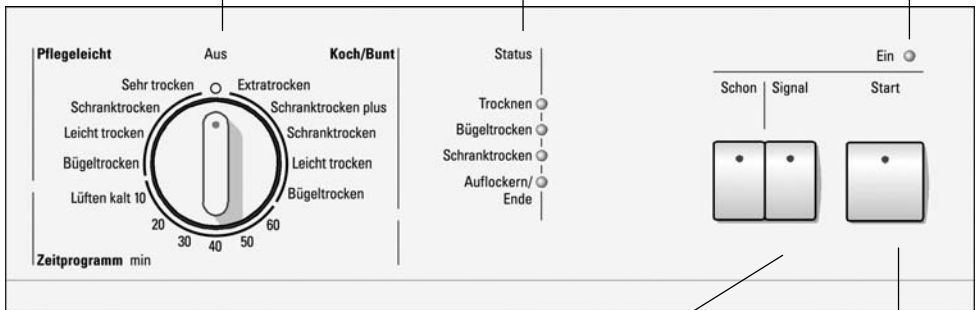 Pflegeleicht
Aus
Koch/Bunt
Sehr trocken
Extratrocken
Schranktrocken
Schranktrocken plus
Leicht trocken
Schranktrocken
Bügeltrocken
Leicht trocken
Lüften kalt 10
Bügeltrocken
20
30
40
50
60
Zeitprogramm min
Status
Trocknen
Bügeltrocken
Schranktrocken
Auflockern/
Ende
Ein
Schon
Signal
Start